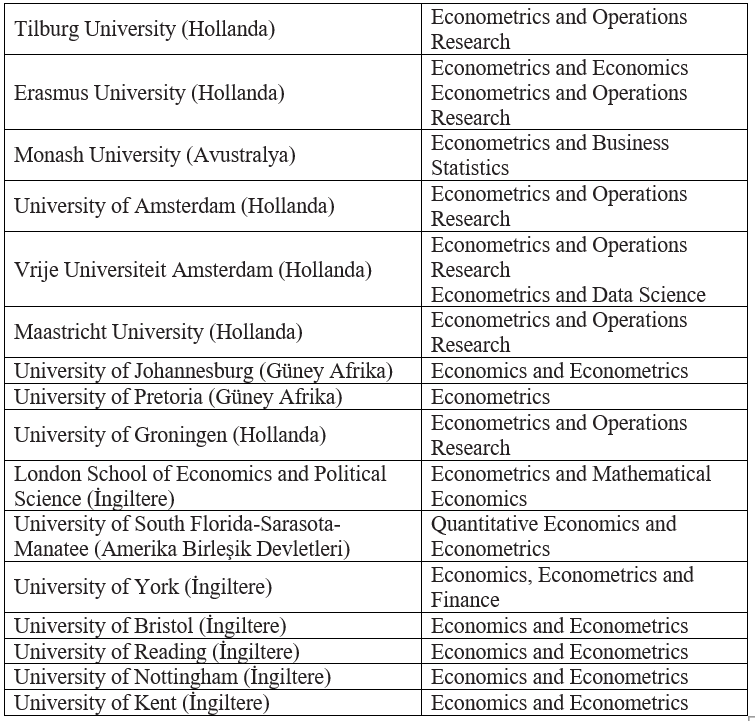 Tilburg University (Hollanda)
Econometrics and Operations
Research
Erasmus University (Hollanda)
Econometrics and Economics
Econometrics and Operations
Research
Monash University (Avustralya)
Econometrics and Business
Statistics
University of Amsterdam (Hollanda)
Econometrics and Operations
Research
Vrije Universiteit Amsterdam (Hollanda)
Econometrics and Operations
Research
Econometrics and Data Science
Maastricht University (Hollanda)
Econometrics and Operations
Research
University of Johannesburg (Güney Afrika)
Economics and Econometrics
University of Pretoria (Güney Afrika)
Econometrics
University of Groningen (Hollanda)
Econometrics and Operations
Research
London School of Economics and Political
Science (İngiltere)
Econometrics and Mathematical
Economics
University of South Florida-Sarasota-
Manatee (Amerika Birleşik Devletleri)
Quantitative Economics and
Econometrics
University of York (İngiltere)
Economics, Econometrics and
Finance
University of Bristol (İngiltere)
Economics and Econometrics
University of Reading (İngiltere)
Economics and Econometrics
University of Nottingham (İngiltere)
Economics and Econometrics
University of Kent (İngiltere)
Economics and Econometrics